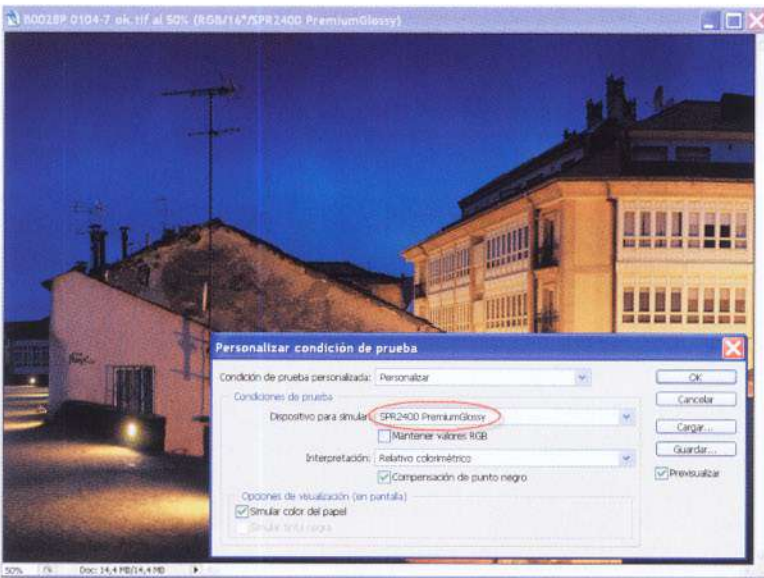 B0028P 0104-7 ok.tif al 50% (RGB/16*/SPR2400 PremiumGlossy)
Personalizar condición de prueba
Condición de prueba personalizada: Personalizar
OK
Condiciones de prueba
Cancelar
Dispositivo para simular: SPR2400 PremiumGlossy
Cargar...
Mantener valores RGB
Guardar...
Interpretación: Relativo colorimétrico
Previsualizar
Compensación de punto negro
Opciones de visualización (en pantalla)
Simular color del papel
Simular tinta negra
50%
Doc: 14,4 MB/14,4 MB